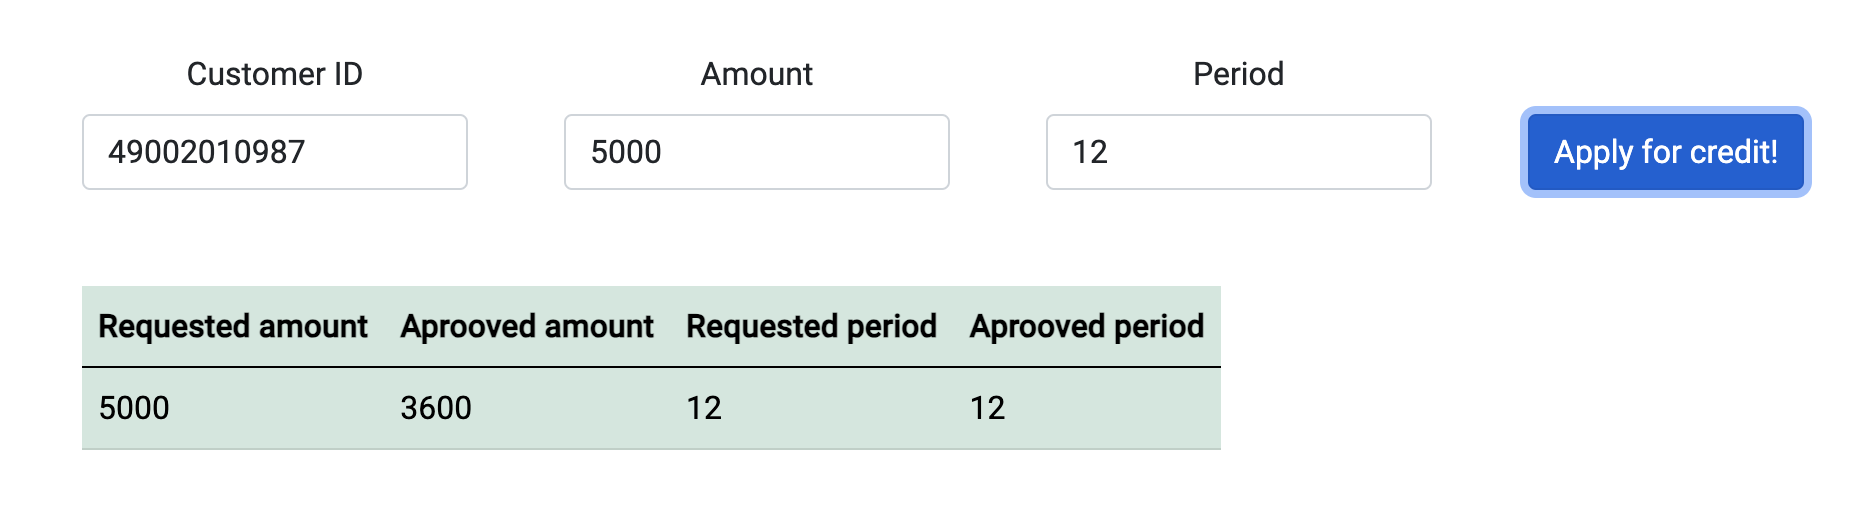 Customer ID Amount Period
49002010987 5000 12 Apply for credit!
Requested amount Aprooved amount Requested period Aprooved period
5000 3600 12 12